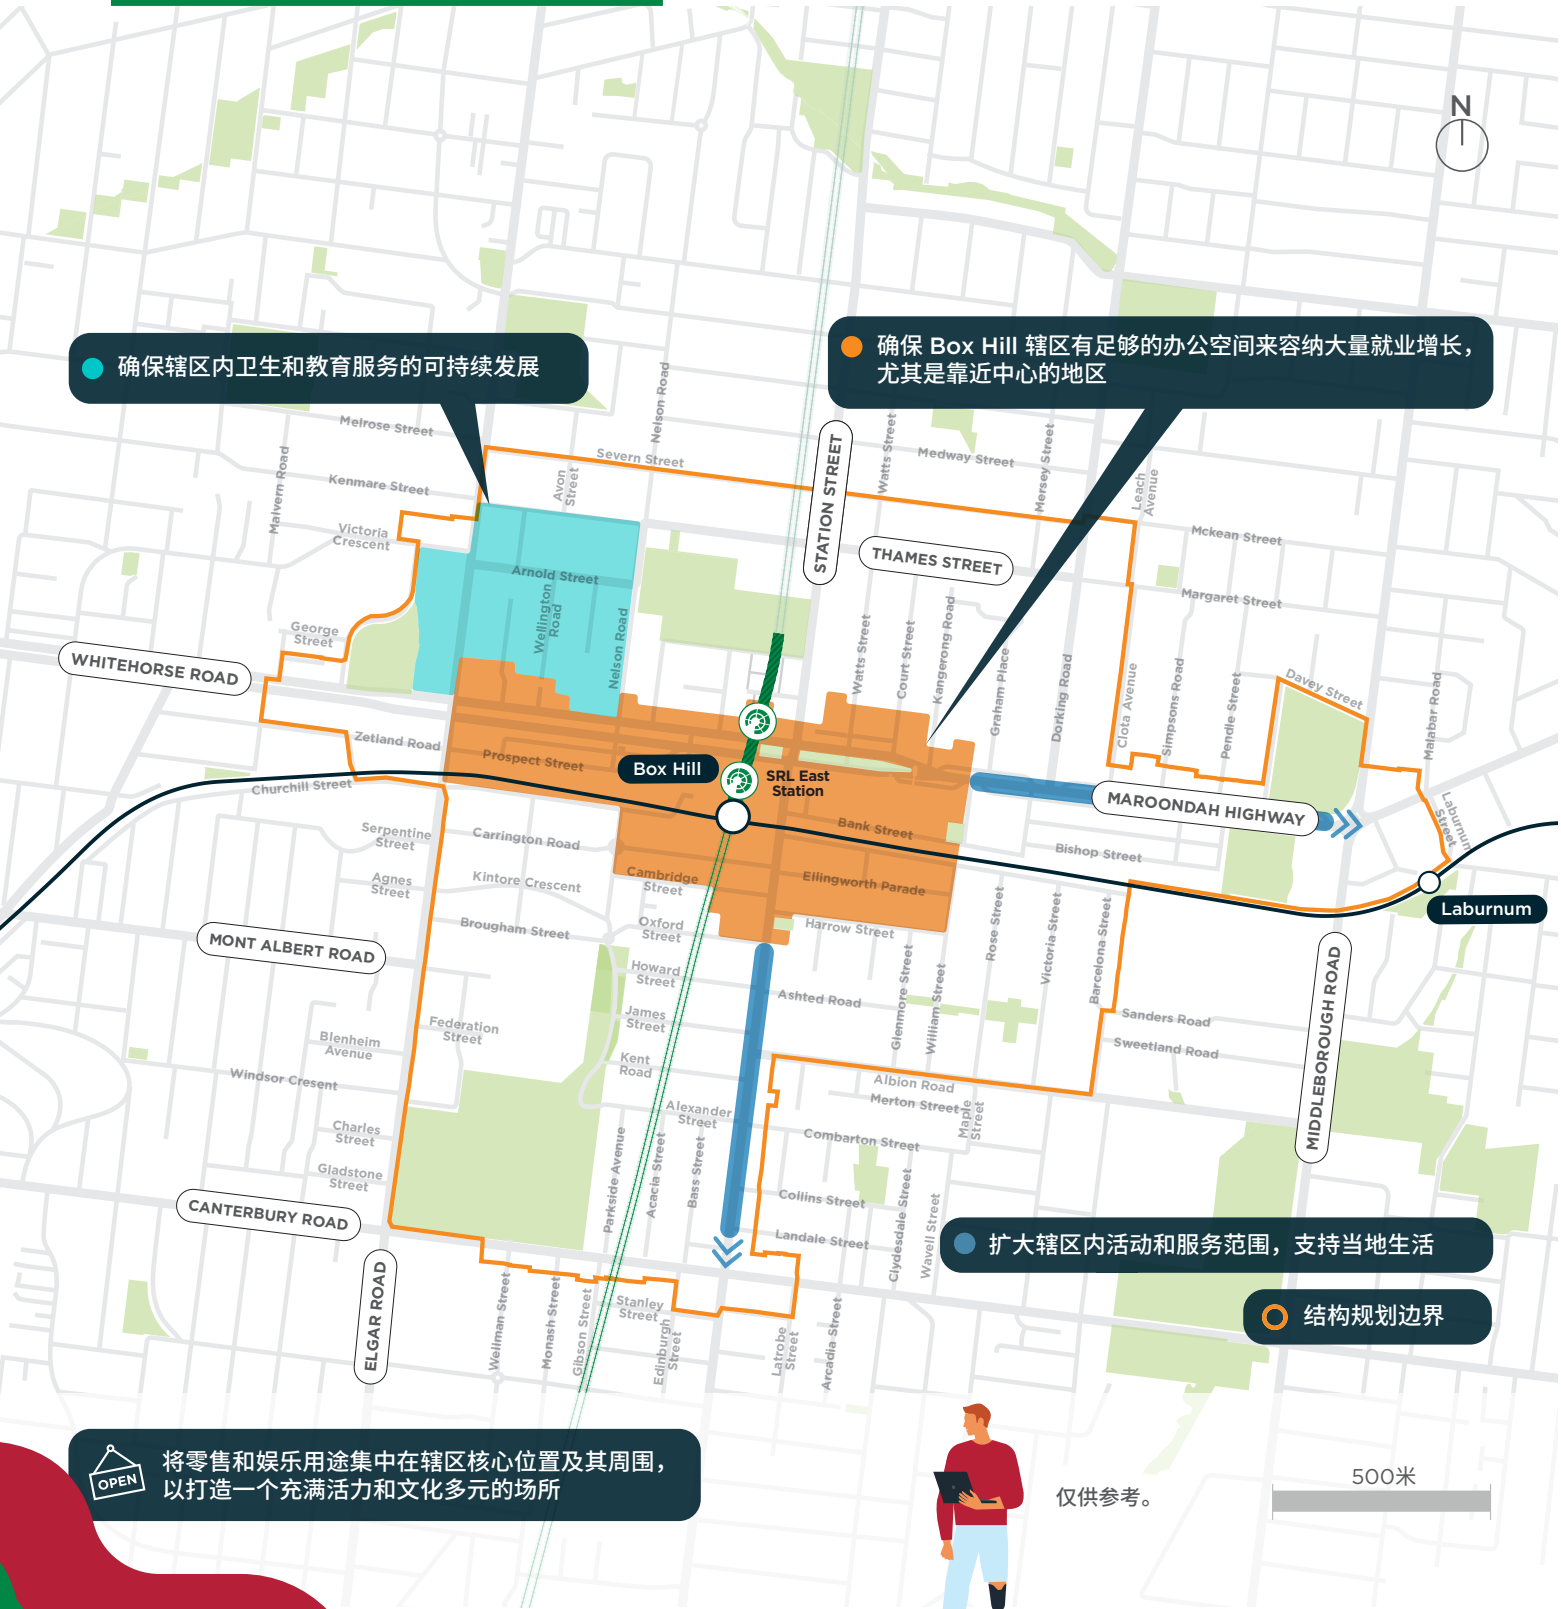 N
确保辖区内卫生和教育服务的可持续发展
确保 Box Hill 辖区有足够的办公空间来容纳大量就业增长，
尤其是靠近中心的地区
Melrose Street
Nelson Road
Severn Street
STATION STREET
Watts Street
Medway Street
Mersey Street
Leach
Avenue
Malvern Road
Kenmare Street
Avon
Street
Victoria
Crescent
THAMES STREET
Mckean Street
Arnold Street
Wellington
Road
Nelson Road
Margaret Street
George
Street
WHITEHORSE ROAD
Watts Street
Court Street
Kangerong Road
Graham Place
Dorking Road
Clota Avenue
Simpsons Road
Pendle Street
Davey Street
Malabar Road
Zetland Road
Prospect Street
Box Hill
SRL East
Station
Churchill Street
MAROONDAH HIGHWAY
Laburnum
Street
Serpentine
Street
Carrington Road
Bank Street
Bishop Street
Agnes
Street
Kintore Crescent
Cambridge
Street
Ellingworth Parade
Laburnum
MONT ALBERT ROAD
Brougham Street
Oxford
Street
Harrow Street
Rose Street
Victoria Street
Barcelona Street
MIDDLEBOROUGH ROAD
Howard
Street
Ashted Road
Glenmore Street
William Street
James
Street
Sanders Road
Federation
Street
Blenheim
Avenue
Sweetland Road
Kent
Road
Windsor Cresent
Albion Road
Merton Street
Maple
Street
Alexander
Street
Charles
Street
Combarton Street
Parkside Avenue
Acacia Street
Bass Street
Gladstone
Street
Collins Street
Clydesdale Street
Wavell Street
CANTERBURY ROAD
Landale Street
扩大辖区内活动和服务范围，支持当地生活
ELGAR ROAD
Wellman Street
Monash Street
Gibson Street
Stanley
Street
Edinburgh
Street
Latrobe
Street
Arcadia Street
结构规划边界
OPEN
将零售和娱乐用途集中在辖区核心位置及其周围，
以打造一个充满活力和文化多元的场所
仅供参考。
500米